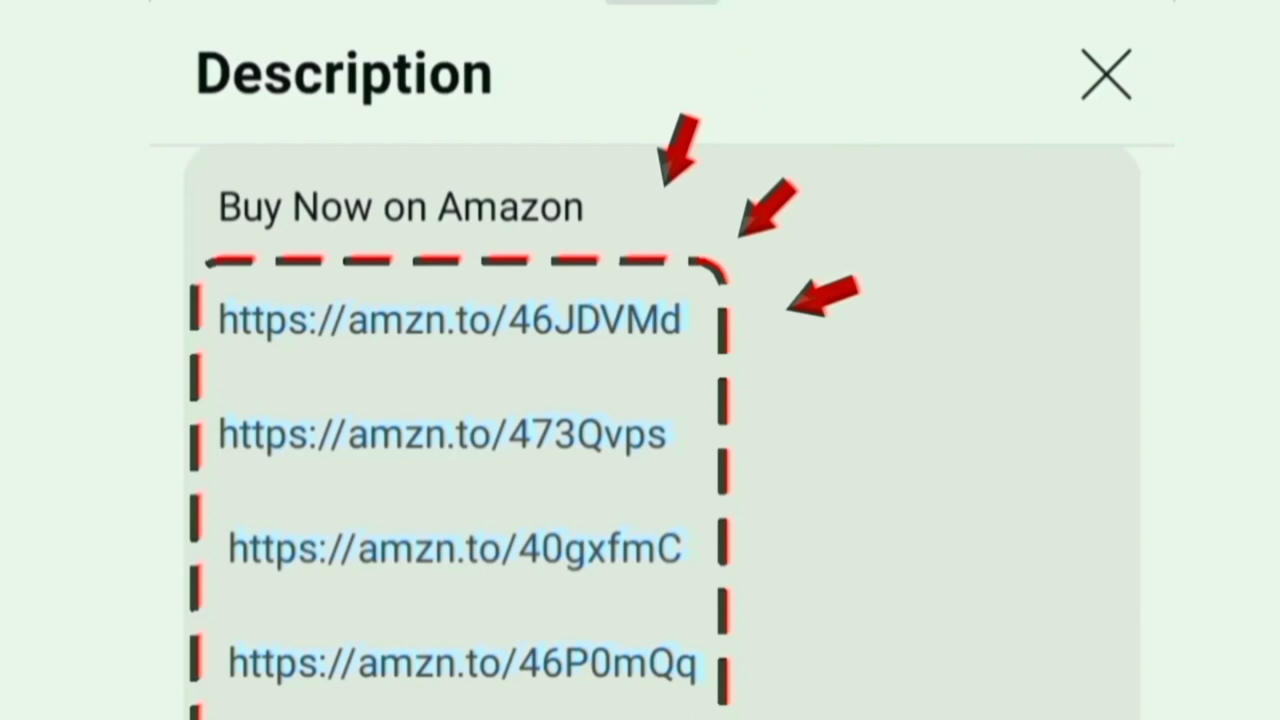 Description
Buy Now on Amazon
https://amzn.to/46JDVMd
https://amzn.to/473Qvps
https://amzn.to/40gxfmC
https://amzn.to/46P0mQq